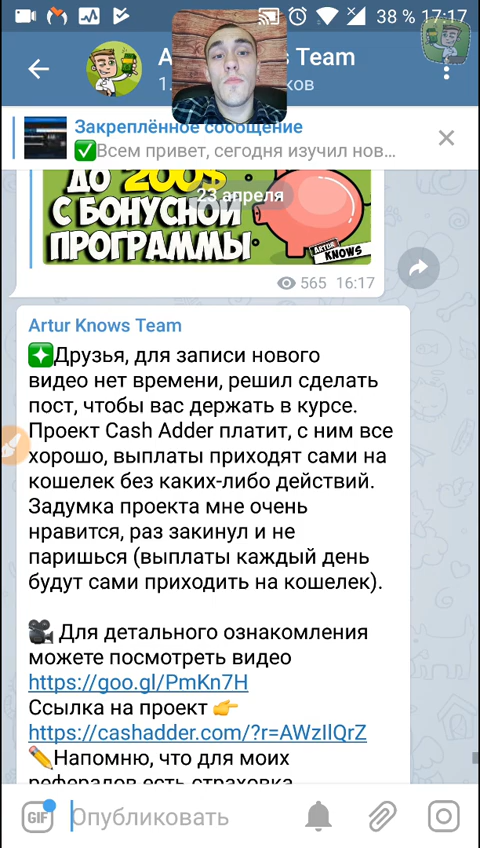 38 % 17:17
A s Team
1. ков
Закреплённое сообщение
✅Всем привет, сегодня изучил нов...
ДО 200$
23 апреля
С БОНУСНОЙ
ПРОГРАММЫ
ARTUR
KNOWS
565 16:17
Artur Knows Team
Друзья, для записи нового
видео нет времени, решил сделать
пост, чтобы вас держать в курсе.
Проект Cash Adder платит, с ним все
хорошо, выплаты приходят сами на
кошелек без каких-либо действий.
Задумка проекта мне очень
нравится, раз закинул и не
паришься (выплаты каждый день
будут сами приходить на кошелек).
🎥 Для детального ознакомления
можете посмотреть видео
https://goo.gl/PmKn7H
Ссылка на проект 👉
https://cashadder.com/?r=AWzIlQrZ
✏️Напомню, что для моих
рефералов есть страховка
GIF Опубликовать